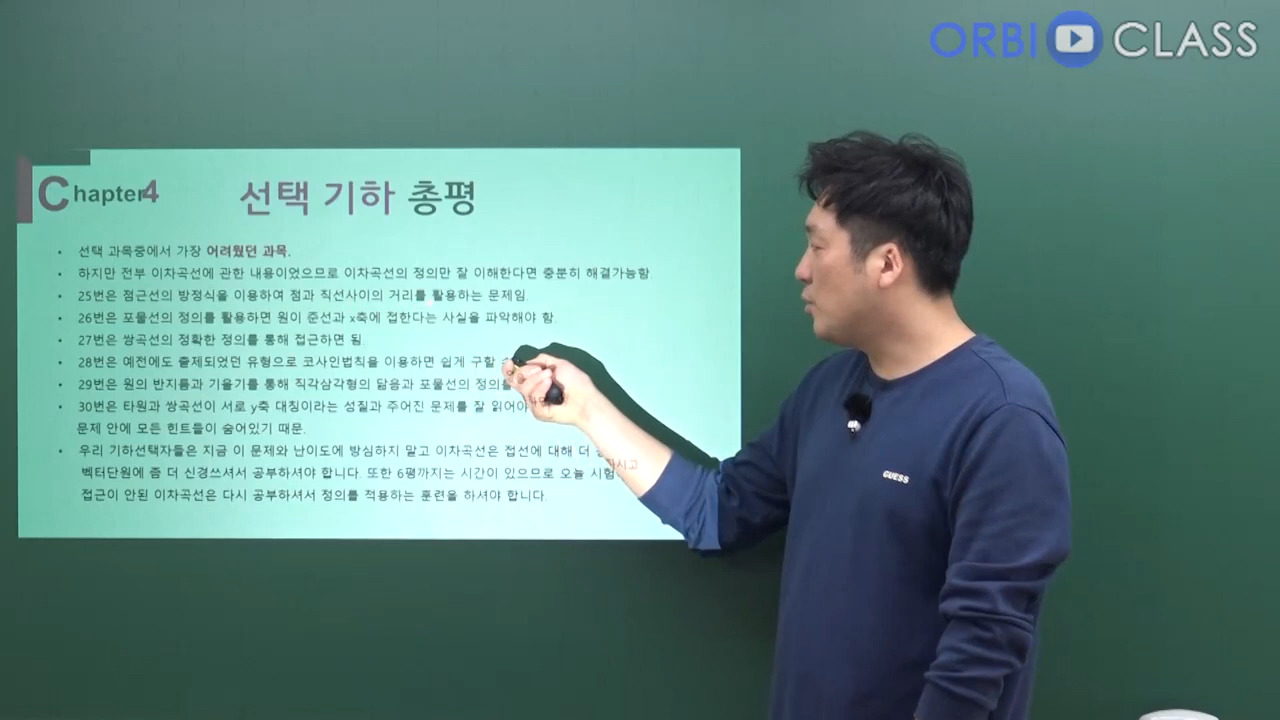 ORBI CLASS
Chapter4
선택 기하 총평
• 선택 과목중에서 가장 어려웠던 과목.
• 하지만 전부 이차곡선에 관한 내용이었으므로 이차곡선의 정의만 잘 이해한다면 충분히 해결가능함.
• 25번은 점근선의 방정식을 이용하여 점과 직선사이의 거리를 활용하는 문제임.
• 26번은 포물선의 정의를 활용하면 원이 준선과 x축에 접한다는 사실을 파악해야 함.
• 27번은 쌍곡선의 정확한 정의를 통해 접근하면 됨.
• 28번은 예전에도 출제되었던 유형으로 코사인법칙을 이용하면 쉽게 구할
• 29번은 원의 반지름과 기울기를 통해 직각삼각형의 닮음과 포물선의 정의를
• 30번은 타원과 쌍곡선이 서로 y축 대칭이라는 성질과 주어진 문제를 잘 읽어야
문제 안에 모든 힌트들이 숨어있기 때문.
• 우리 기하선택자들은 지금 이 문제와 난이도에 방심하지 말고 이차곡선은 접선에 대해 더 하시고
벡터단원에 좀 더 신경쓰셔서 공부하셔야 합니다. 또한 6평까지는 시간이 있으므로 오늘 시험
접근이 안된 이차곡선은 다시 공부하셔서 정의를 적용하는 훈련을 하셔야 합니다.
GUESS